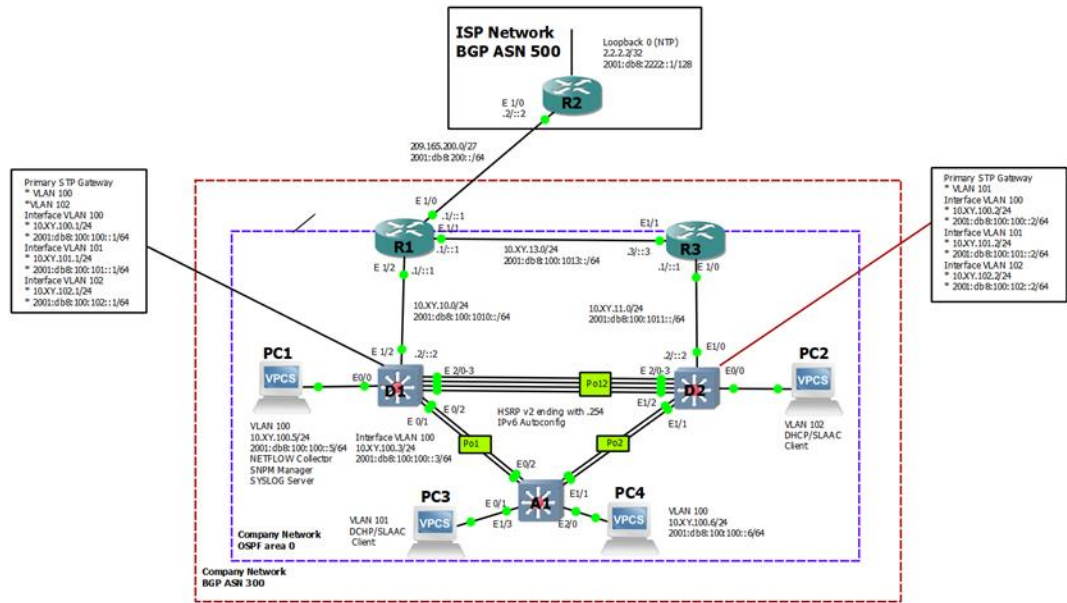 ISP Network
BGP ASN 500
Loopback 0 (NTP)
2.2.2.2/32
2001:db8:2222::1/128
E 1/0
.2/::2
R2
209.165.200.0/27
2001:db8:200::/64
Primary STP Gateway
* VLAN 100
*VLAN 102
Interface VLAN 100
* 10.XY.100.1/24
* 2001:db8:100:100::1/64
Interface VLAN 101
* 10.XY.101.1/24
* 2001:db8:100:101::1/64
Interface VLAN 102
* 10.XY.102.1/24
* 2001:db8:100:102::1/64
Primary STP Gateway
* VLAN 101
Interface VLAN 100
* 10.XY.100.2/24
* 2001:db8:100:100::2/64
Interface VLAN 101
* 10.XY.101.2/24
* 2001:db8:100:101::2/64
Interface VLAN 102
* 10.XY.102.2/24
* 2001:db8:100:102::2/64
E 1/0
.1/::1
R1
E 1/1
.1/::1
E 1/2
.1/::1
10.XY.13.0/24
2001:db8:100:1013::/64
E1/1
.3/::3
R3
.1/::1
E1/0
10.XY.10.0/24
2001:db8:100:1010::/64
10.XY.11.0/24
2001:db8:100:1011::/64
E 1/2
.2/::2
E1/0
.2/::2
PC1
VPCS
E0/0
D1
E 2/0-3
Po12
E 2/0-3
D2
E0/0
PC2
VPCS
VLAN 102
DHCP/SLAAC
Client
E 0/2
E 0/1
HSRP v2 ending with .254
IPv6 Autoconfig
E1/2
E1/1
VLAN 100
10.XY.100.5/24
2001:db8:100:100::5/64
NETFLOW Collector
SNPM Manager
SYSLOG Server
Interface VLAN 100
10.XY.100.3/24
2001:db8:100:100::3/64
Po1
Po2
E0/2
E 0/1
A1
E1/1
E1/3
E2/0
PC3
VPCS
VLAN 101
DCHP/SLAAC
Client
PC4
VPCS
VLAN 100
10.XY.100.6/24
2001:db8:100:100::6/64
Company Network
OSPF area 0
Company Network
BGP ASN 300